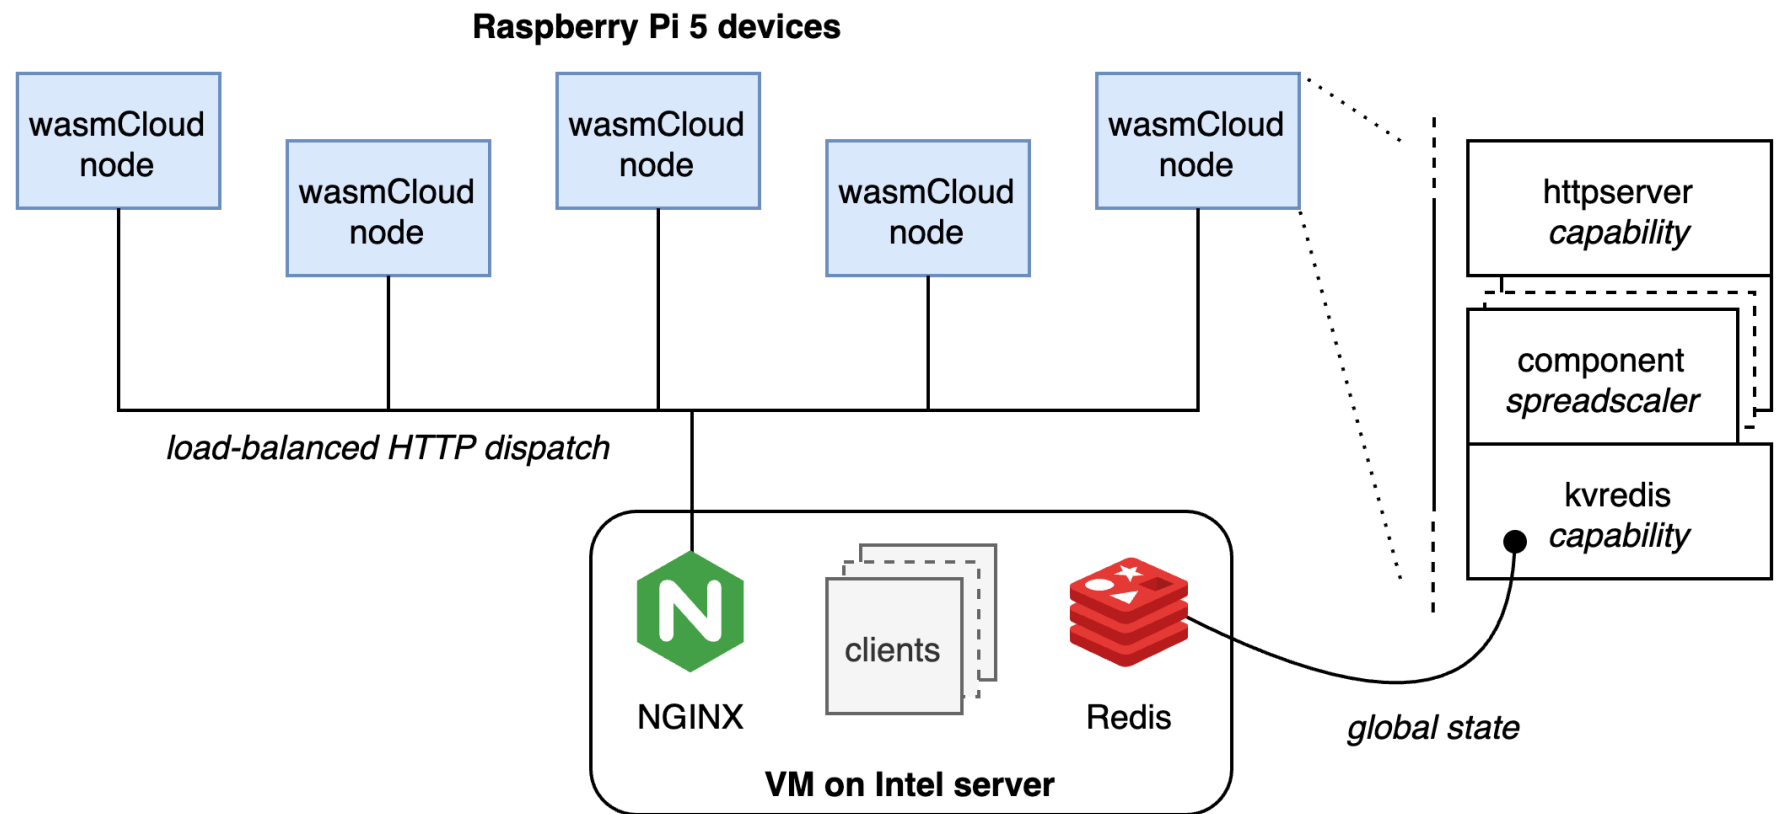 Raspberry Pi 5 devices
wasmCloud
node
wasmCloud
node
wasmCloud
node
wasmCloud
node
wasmCloud
node
httpserver
capability
component
spreadscaler
kvredis
capability
load-balanced HTTP dispatch
N
clients
NGINX
Redis
global state
VM on Intel server